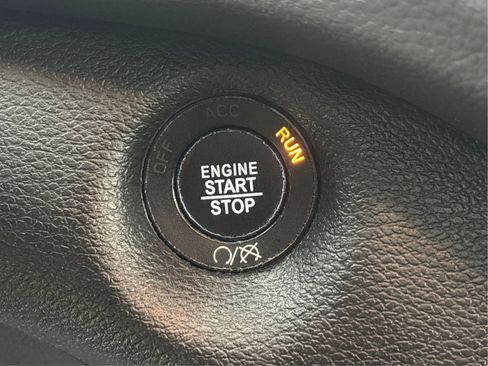 OFF
ACC
RUN
ENGINE
START
STOP